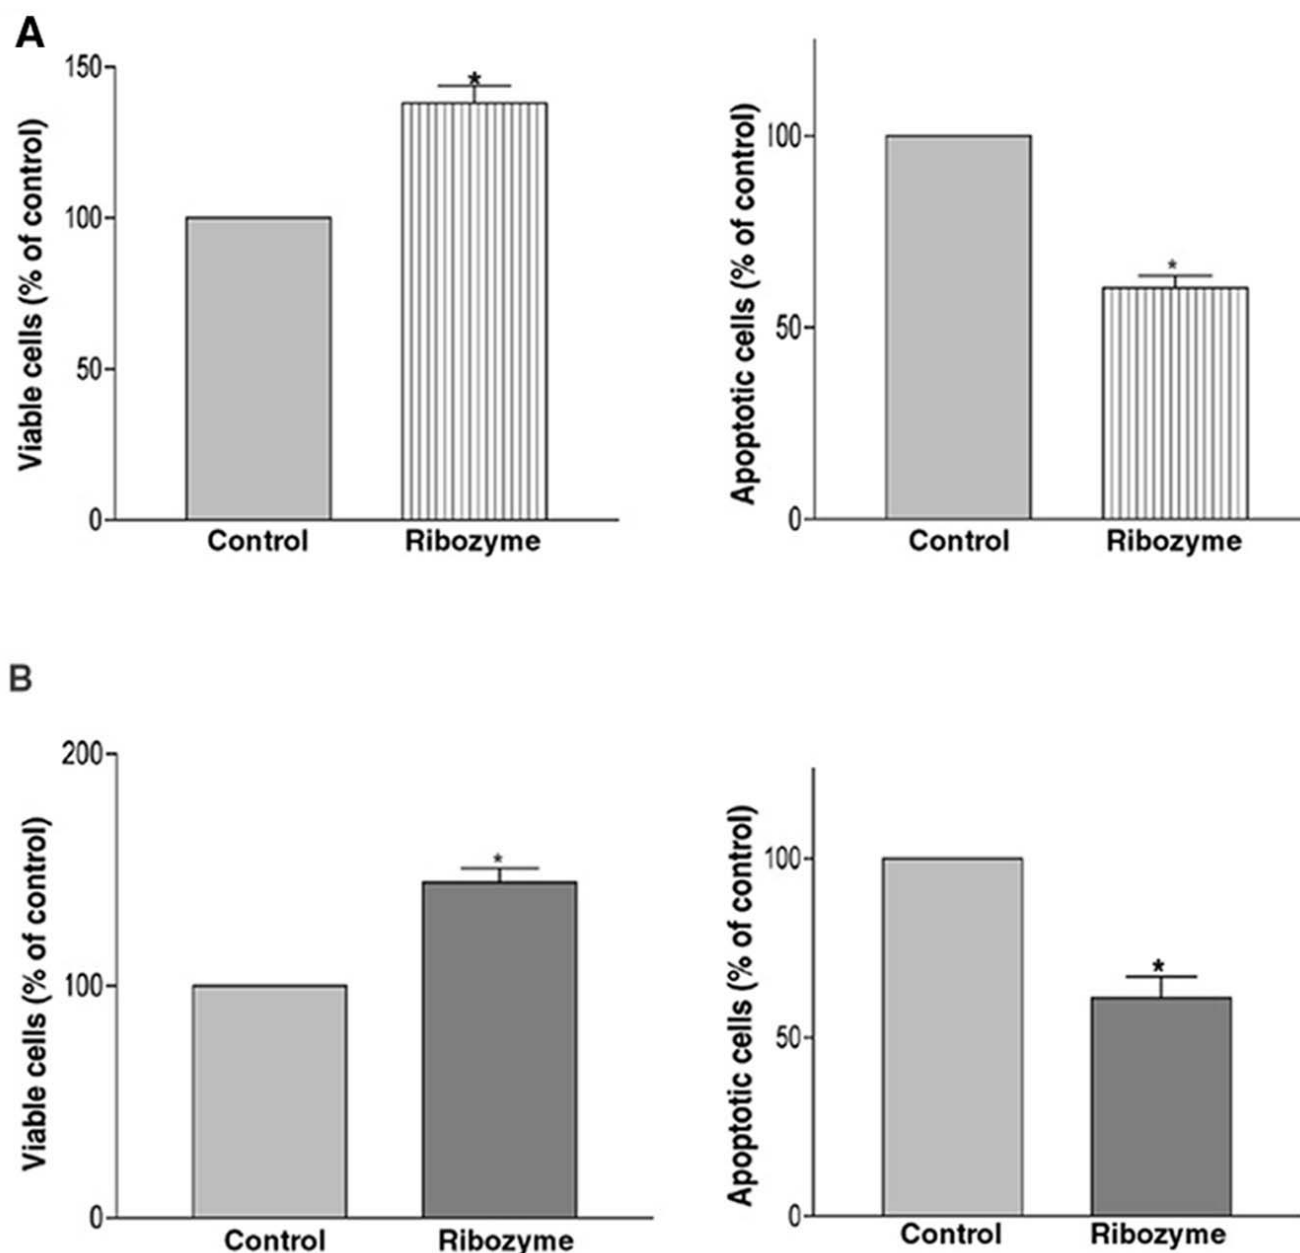 A
Viable cells (% of control)
150
100
50
0
*
Control Ribozyme
Apoptotic cells (% of control)
100
50
0
*
Control Ribozyme
B
Viable cells (% of control)
200
100
0
*
Control Ribozyme
Apoptotic cells (% of control)
100
50
0
*
Control Ribozyme